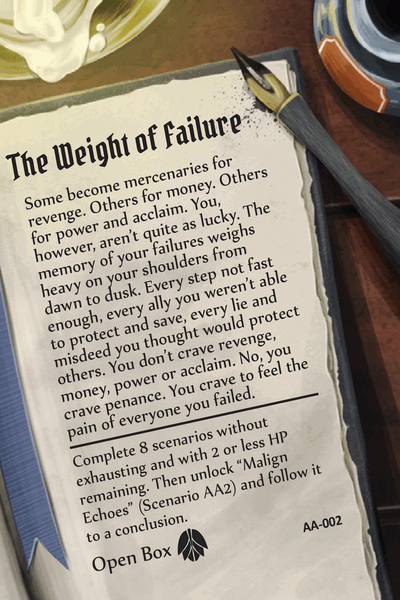 The Weight of Failure
Some become mercenaries for
revenge. Others for money. Others
for power and acclaim. You,
however, aren't quite as lucky. The
memory of your failures weighs
heavy on your shoulders from
dawn to dusk. Every step not fast
enough, every ally you weren't able
to protect and save, every lie and
misdeed you thought would protect
others. You don't crave revenge,
money, power or acclaim. No, you
crave penance. You crave to feel the
pain of everyone you failed.
Complete 8 scenarios without
exhausting and with 2 or less HP
remaining. Then unlock “Malign
Echoes” (Scenario AA2) and follow it
to a conclusion.
Open Box
AA-002